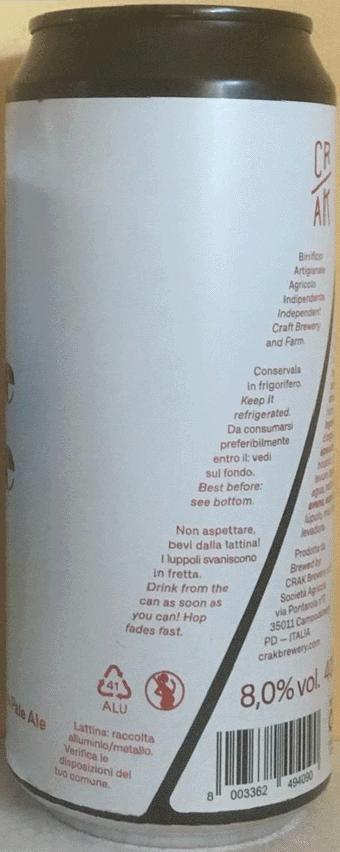 CR
AK
Birrificio
Artigianale
Agricolo
Indipendente
Independent
Craft Brewery
and Farm.
Conservala
in frigorifero.
Keep it
refrigerated.
Da consumarsi
preferibilmente
entro il: vedi
sul fondo.
Best before:
see bottom.
Non aspettare,
bevi dalla lattina!
I luppoli svaniscono
in fretta.
Drink from the
can as soon as
you can! Hop
fades fast.
Prodotta da
Brewed by:
CRAK Brewery
Società Agricola
via Pontarola
35011
PD – ITALIA
crakbrewery.com
41
ALU
Pale Ale
Lattina: raccolta
alluminio/metallo.
Verifica le
disposizioni del
tuo comune.
8,0% vol.
8 003362 494090